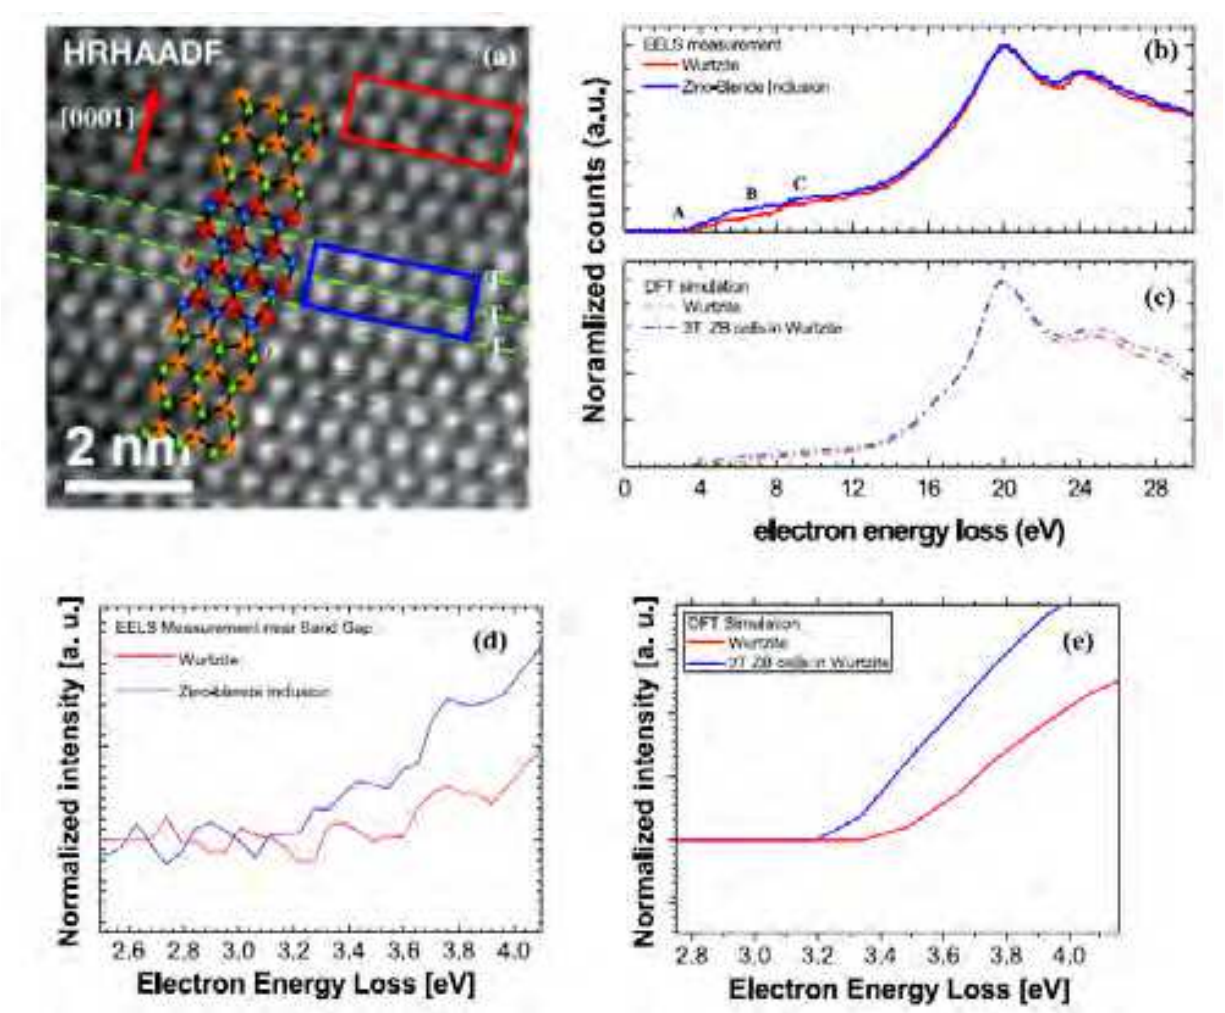 HRHAADF
(a)
[0001]
2 nm
(b)
EELS measurement
Wurtzite
Zinc-Blende Inclusion
A
B
C
Noramlized counts (a.u.)
(c)
DFT simulation
Wurtzite
ZB cells in Wurtzite
0 4 8 12 16 20 24 28
electron energy loss (eV)
(d)
EELS Measurement near Band Gap
Wurtzite
Zinc-blende inclusion
Normalized intensity [a. u.]
2.6 2.8 3.0 3.2 3.4 3.6 3.8 4.0
Electron Energy Loss [eV]
(e)
DFT Simulation
Wurtzite
ZB cells in Wurtzite
Normalized intensity [a. u.]
2.8 3.0 3.2 3.4 3.6 3.8 4.0
Electron Energy Loss [eV]